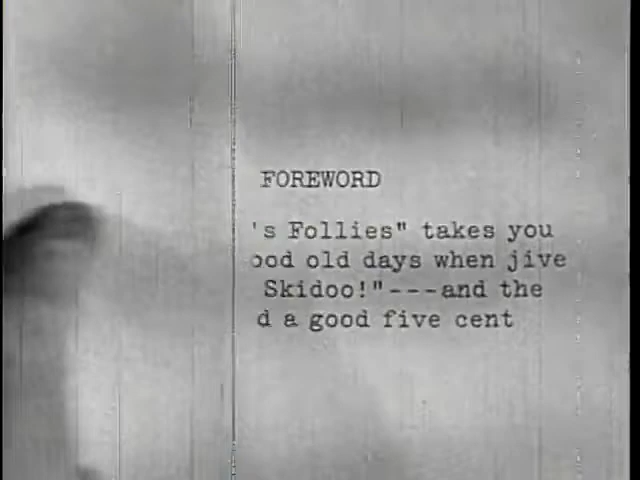 FOREWORD
's Follies" takes you
ood old days when jive
Skidoo!"---and the
d a good five cent